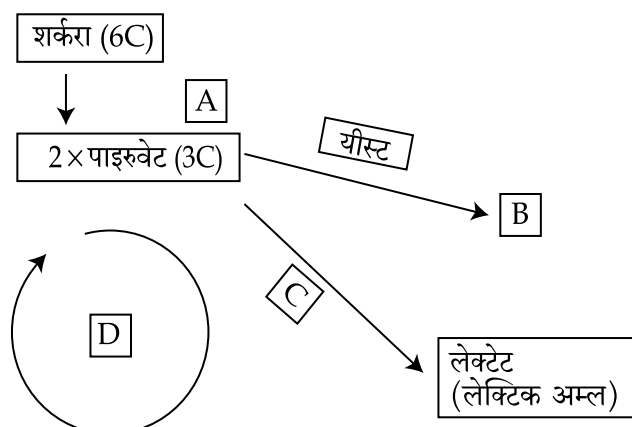 शर्करा (6C)
A
2×पाइरुवेट (3C)
यीस्ट
B
C
D
लेक्टेट
(लेक्टिक अम्ल)